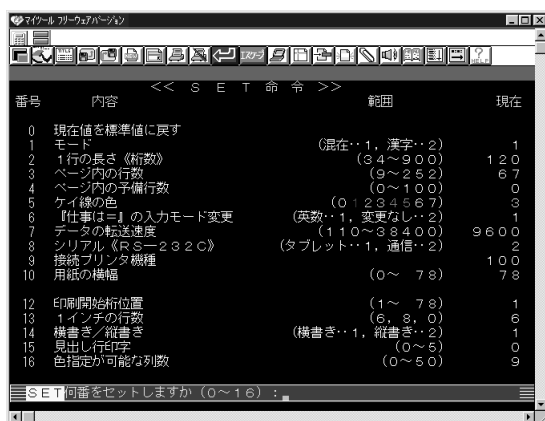 マイツール フリーウェアバージョン
エスケープ
HELP
<< SET 命令 >>
番号 内容 範囲 現在
0 現在値を標準値に戻す
1 モード (混在‥1,漢字‥2) 1
2 1行の長さ《桁数》 (34~900) 120
3 ページ内の行数 (9~252) 67
4 ページ内の予備行数 (0~100) 0
5 ケイ線の色 (01234567) 3
6 『仕事は=』の入力モード変更 (英数‥1,変更なし‥2) 1
7 データの転送速度 (110~38400) 9600
8 シリアル《RS―232C》 (タブレット‥1,通信‥2) 2
9 接続プリンタ機種 100
10 用紙の横幅 (0~ 78) 78
12 印刷開始桁位置 (1~ 78) 1
13 1インチの行数 (6,8,0) 6
14 横書き/縦書き (横書き‥1,縦書き‥2) 1
15 見出し行印字 (0~5) 0
16 色指定が可能な列数 (0~50) 9
SET何番をセットしますか(0~16):